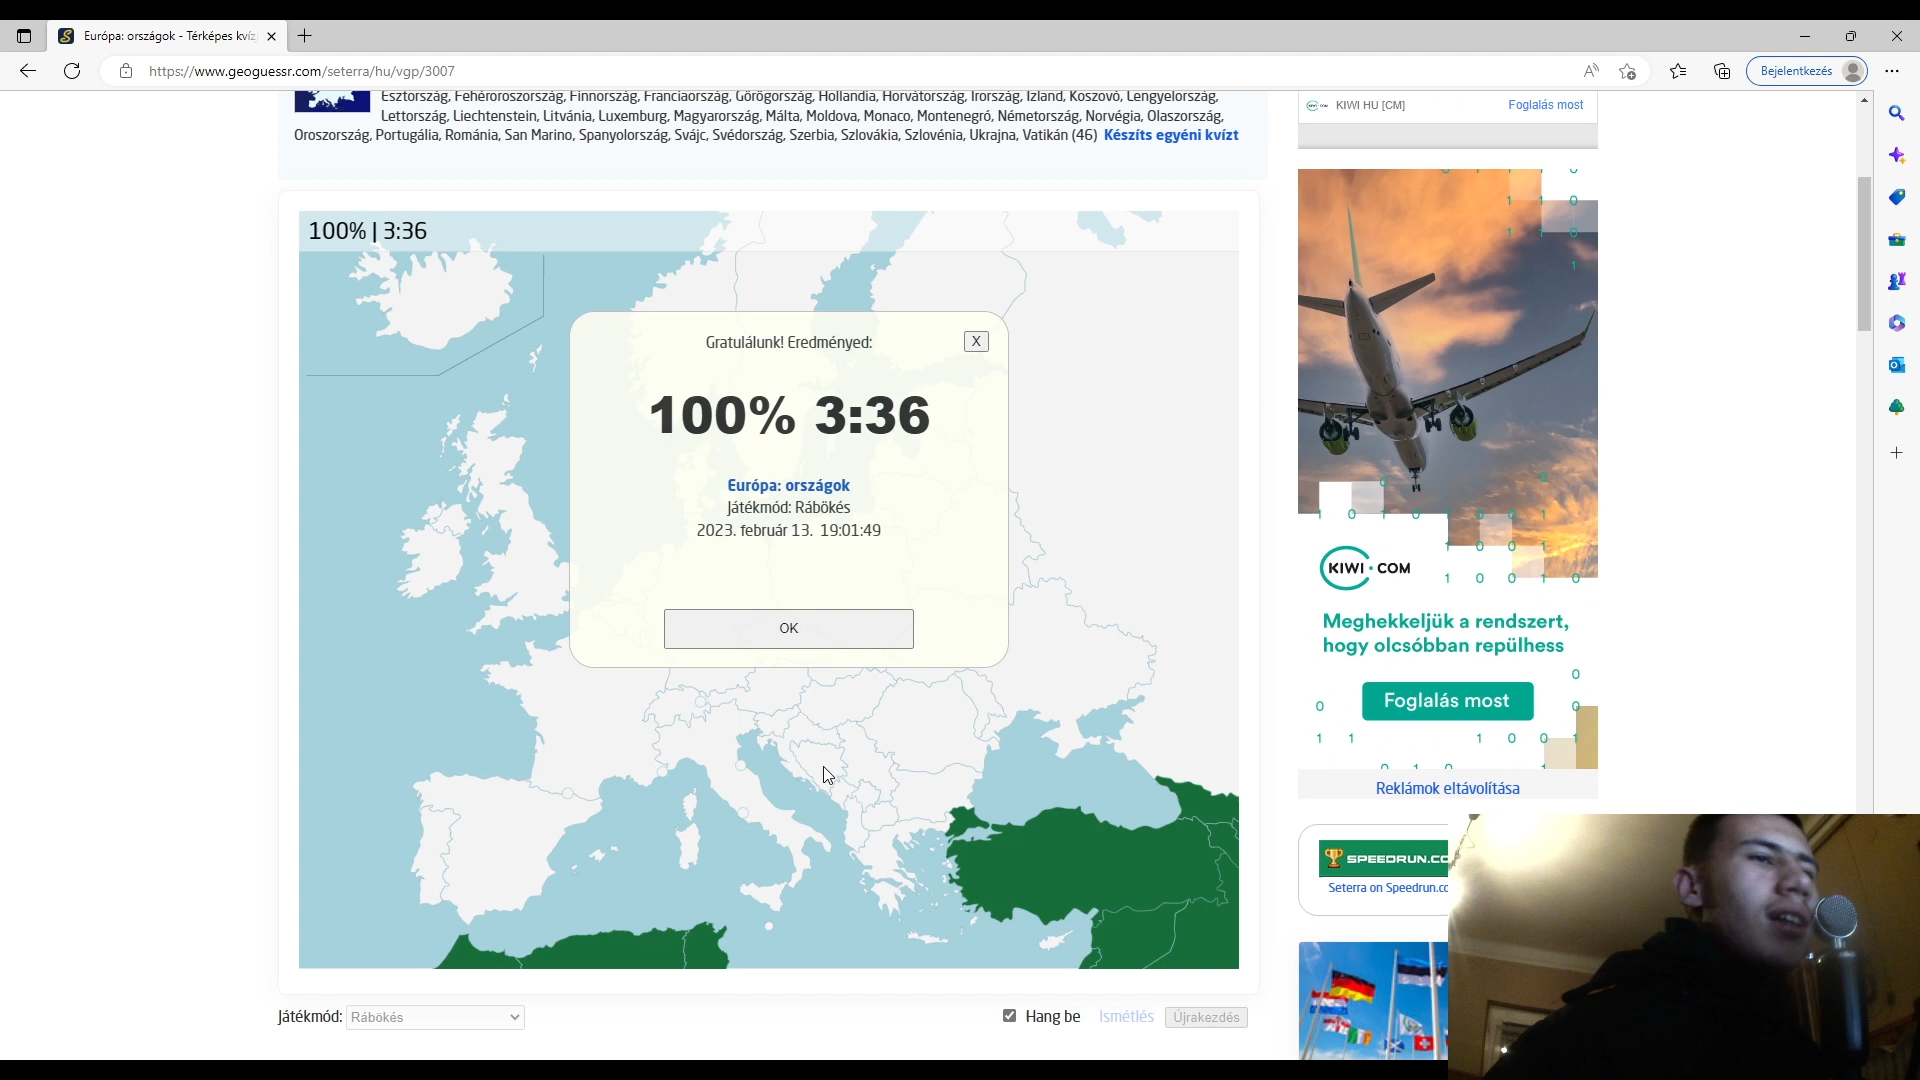 Európa: országok - Térképes kvíz
https://www.geoguessr.com/seterra/hu/vgp/3007
Bejelentkezés
Észtország, Fehéroroszország, Finnország, Franciaország, Görögország, Hollandia, Horvátország, Írország, Izland, Koszovó, Lengyelország,
Lettország, Liechtenstein, Litvánia, Luxemburg, Magyarország, Málta, Moldova, Monaco, Montenegró, Németország, Norvégia, Olaszország,
Oroszország, Portugália, Románia, San Marino, Spanyolország, Svájc, Svédország, Szerbia, Szlovákia, Szlovénia, Ukrajna, Vatikán (46) Készíts egyéni kvízt
KIWI HU [CM]
Foglalás most
100% | 3:36
Gratulálunk! Eredményed:
X
100% 3:36
Európa: országok
Játékmód: Rábökés
2023. február 13. 19:01:49
OK
KIWI.COM
Meghekkeljük a rendszert,
hogy olcsóbban repülhess
Foglalás most
Reklámok eltávolítása
SPEEDRUN.CO
Seterra on Speedrun.co
Játékmód: Rábökés
Hang be
Ismétlés
Újrakezdés